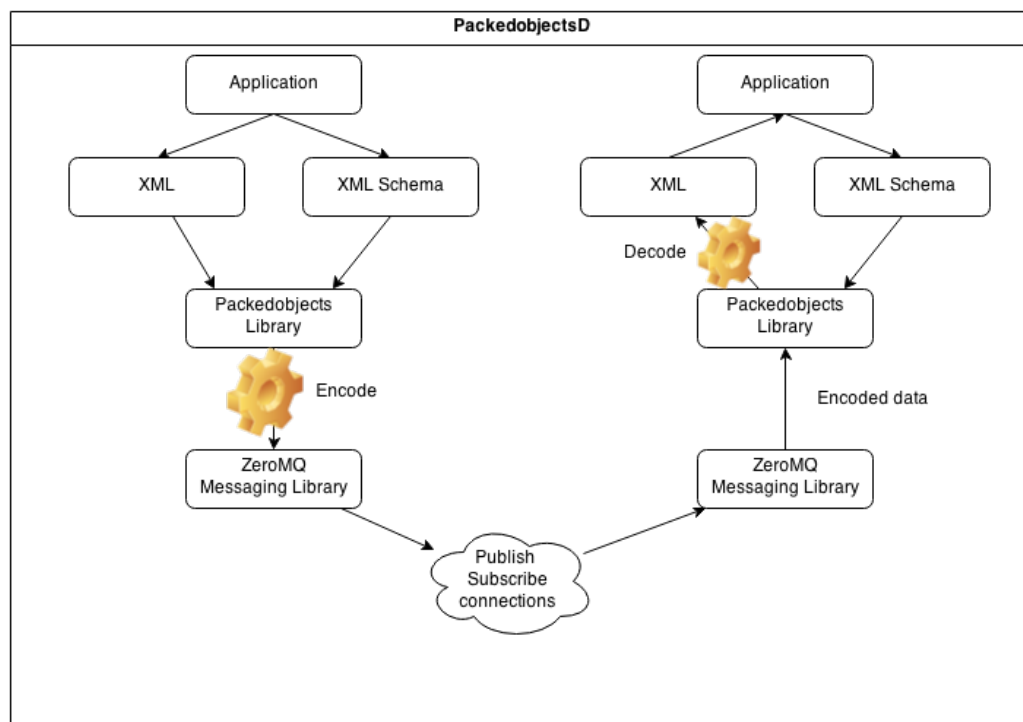 PackedobjectsD
Application
Application
XML
XML Schema
XML
XML Schema
Decode
Packedobjects
Library
Packedobjects
Library
Encode
Encoded data
ZeroMQ
Messaging Library
ZeroMQ
Messaging Library
Publish
Subscribe
connections